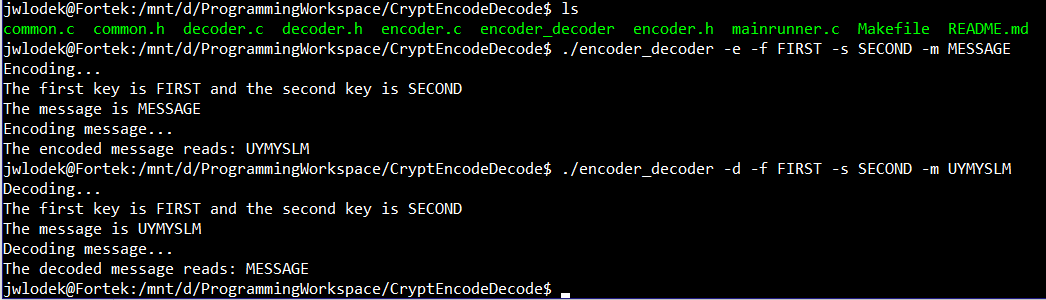 jwlodek@Fortek:/mnt/d/ProgrammingWorkspace/CryptEncodeDecode$ ls
common.c  common.h  decoder.c  decoder.h  encoder.c  encoder_decoder  encoder.h  mainrunner.c  Makefile  README.md
jwlodek@Fortek:/mnt/d/ProgrammingWorkspace/CryptEncodeDecode$ ./encoder_decoder -e -f FIRST -s SECOND -m MESSAGE
Encoding...
The first key is FIRST and the second key is SECOND
The message is MESSAGE
Encoding message...
The encoded message reads: UYMYSLM
jwlodek@Fortek:/mnt/d/ProgrammingWorkspace/CryptEncodeDecode$ ./encoder_decoder -d -f FIRST -s SECOND -m UYMYSLM
Decoding...
The first key is FIRST and the second key is SECOND
The message is UYMYSLM
Decoding message...
The decoded message reads: MESSAGE
jwlodek@Fortek:/mnt/d/ProgrammingWorkspace/CryptEncodeDecode$